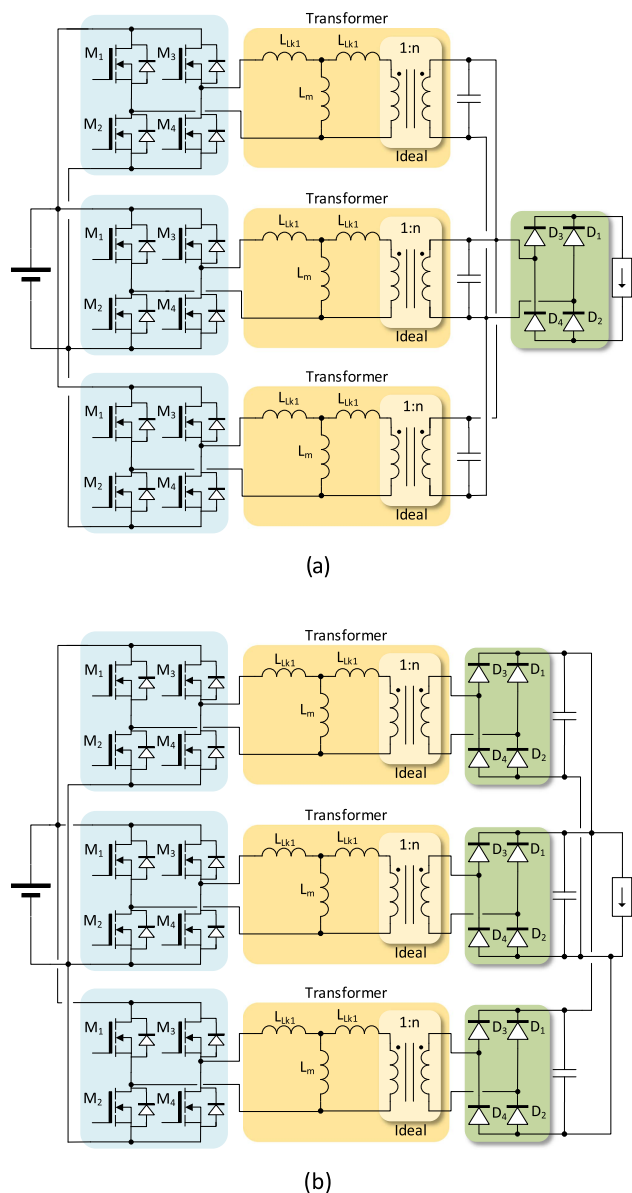 Transformer
M1 M3 LLk1 LLk1 1:n
Lm
M2 M4
Ideal
Transformer
M1 M3 LLk1 LLk1 1:n D3 D1
Lm
M2 M4 D4 D2
Ideal
Transformer
M1 M3 LLk1 LLk1 1:n
Lm
M2 M4
Ideal
(a)
Transformer
M1 M3 LLk1 LLk1 1:n D3 D1
Lm
M2 M4 D4 D2
Ideal
Transformer
M1 M3 LLk1 LLk1 1:n D3 D1
Lm
M2 M4 D4 D2
Ideal
Transformer
M1 M3 LLk1 LLk1 1:n D3 D1
Lm
M2 M4 D4 D2
Ideal
(b)